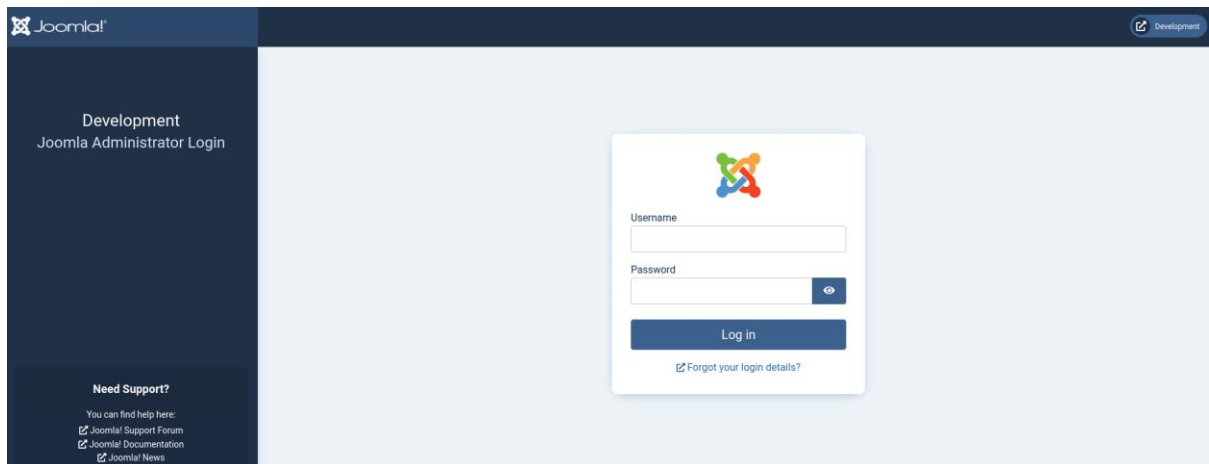 Joomla!
Development
Development
Joomla Administrator Login
Username
Password
Log in
Forgot your login details?
Need Support?
You can find help here:
Joomla! Support Forum
Joomla! Documentation
Joomla! News